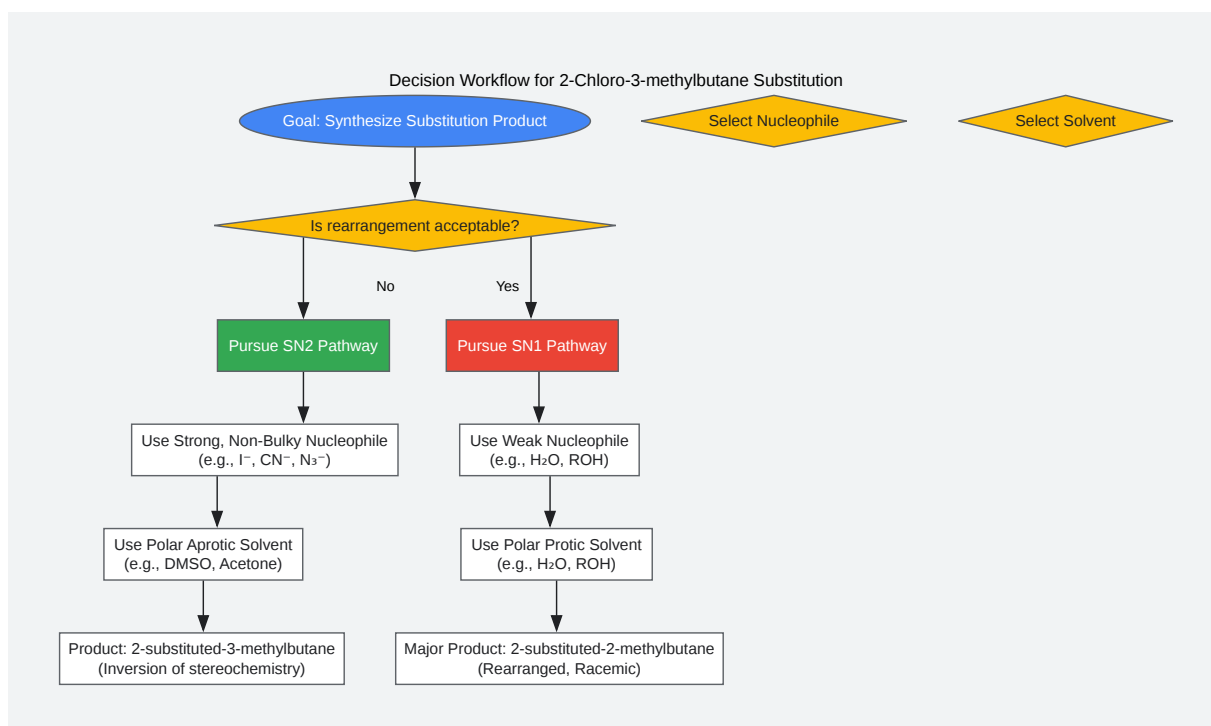 Decision Workflow for 2-Chloro-3-methylbutane Substitution
Goal: Synthesize Substitution Product
Select Nucleophile
Select Solvent
Is rearrangement acceptable?
No
Yes
Pursue SN2 Pathway
Pursue SN1 Pathway
Use Strong, Non-Bulky Nucleophile
(e.g., I⁻, CN⁻, N₃⁻)
Use Weak Nucleophile
(e.g., H₂O, ROH)
Use Polar Aprotic Solvent
(e.g., DMSO, Acetone)
Use Polar Protic Solvent
(e.g., H₂O, ROH)
Product: 2-substituted-3-methylbutane
(Inversion of stereochemistry)
Major Product: 2-substituted-2-methylbutane
(Rearranged, Racemic)